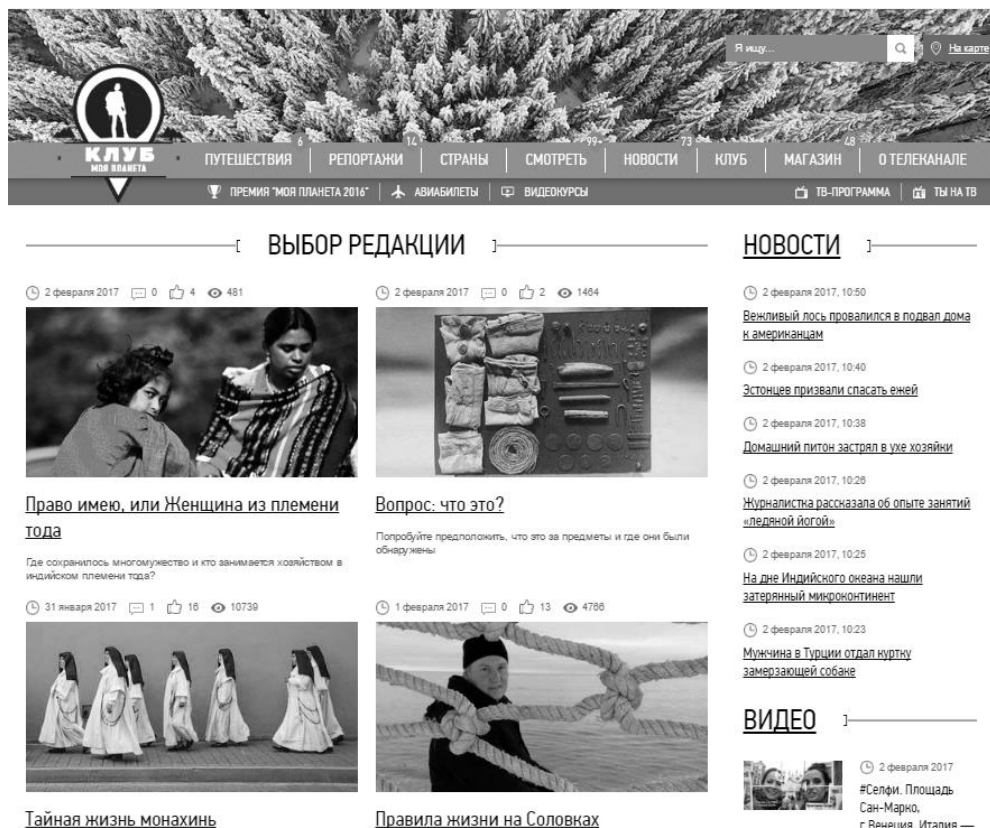 Я ищу...
На карте
КЛУБ
МОЯ ПЛАНЕТА
6
14
99+
73
48
ПУТЕШЕСТВИЯ
РЕПОРТАЖИ
СТРАНЫ
СМОТРЕТЬ
НОВОСТИ
КЛУБ
МАГАЗИН
О ТЕЛЕКАНАЛЕ
ПРЕМИЯ "МОЯ ПЛАНЕТА 2016"
АВИАБИЛЕТЫ
ВИДЕОКУРСЫ
ТВ-ПРОГРАММА
ТЫ НА ТВ
ВЫБОР РЕДАКЦИИ
2 февраля 2017 0 4 481
Право имею, или Женщина из племени
тода
Где сохранилось многомужество и кто занимается хозяйством в
индийском племени тода?
2 февраля 2017 0 2 1464
Вопрос: что это?
Попробуйте предположить, что это за предметы и где они были
обнаружены
31 января 2017 1 16 10739
Тайная жизнь монахинь
1 февраля 2017 0 13 4766
Правила жизни на Соловках
НОВОСТИ
2 февраля 2017, 10:50
Вежливый лось провалился в подвал дома
к американцам
2 февраля 2017, 10:40
Эстонцев призвали спасать ежей
2 февраля 2017, 10:38
Домашний питон застрял в ухе хозяйки
2 февраля 2017, 10:26
Журналистка рассказала об опыте занятий
«ледяной йогой»
2 февраля 2017, 10:25
На дне Индийского океана нашли
затерянный микроконтинент
2 февраля 2017, 10:23
Мужчина в Турции отдал куртку
замерзающей собаке
ВИДЕО
2 февраля 2017
#Селфи. Площадь
Сан-Марко,
г. Венеция, Италия —